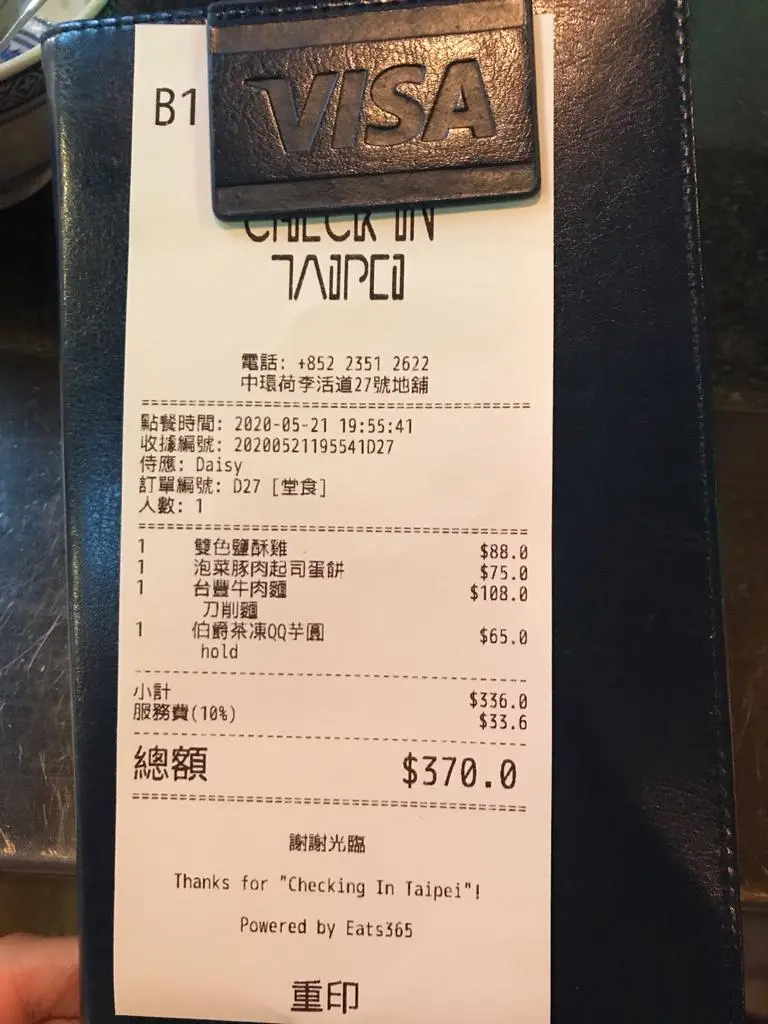 VISA
B1
CHECK IN
TAIPEI
電話: +852 2351 2622
中環荷李活道27號地舖
點餐時間: 2020-05-21 19:55:41
收據編號: 20200521195541D27
侍應: Daisy
訂單編號: D27 [堂食]
人數: 1
1 雙色鹽酥雞 $88.0
1 泡菜豚肉起司蛋餅 $75.0
1 台豐牛肉麵 $108.0
刀削麵
1 伯爵茶凍QQ芋圓 $65.0
hold
小計 $336.0
服務費(10%) $33.6
總額 $370.0
謝謝光臨
Thanks for "Checking In Taipei"!
Powered by Eats365
重印